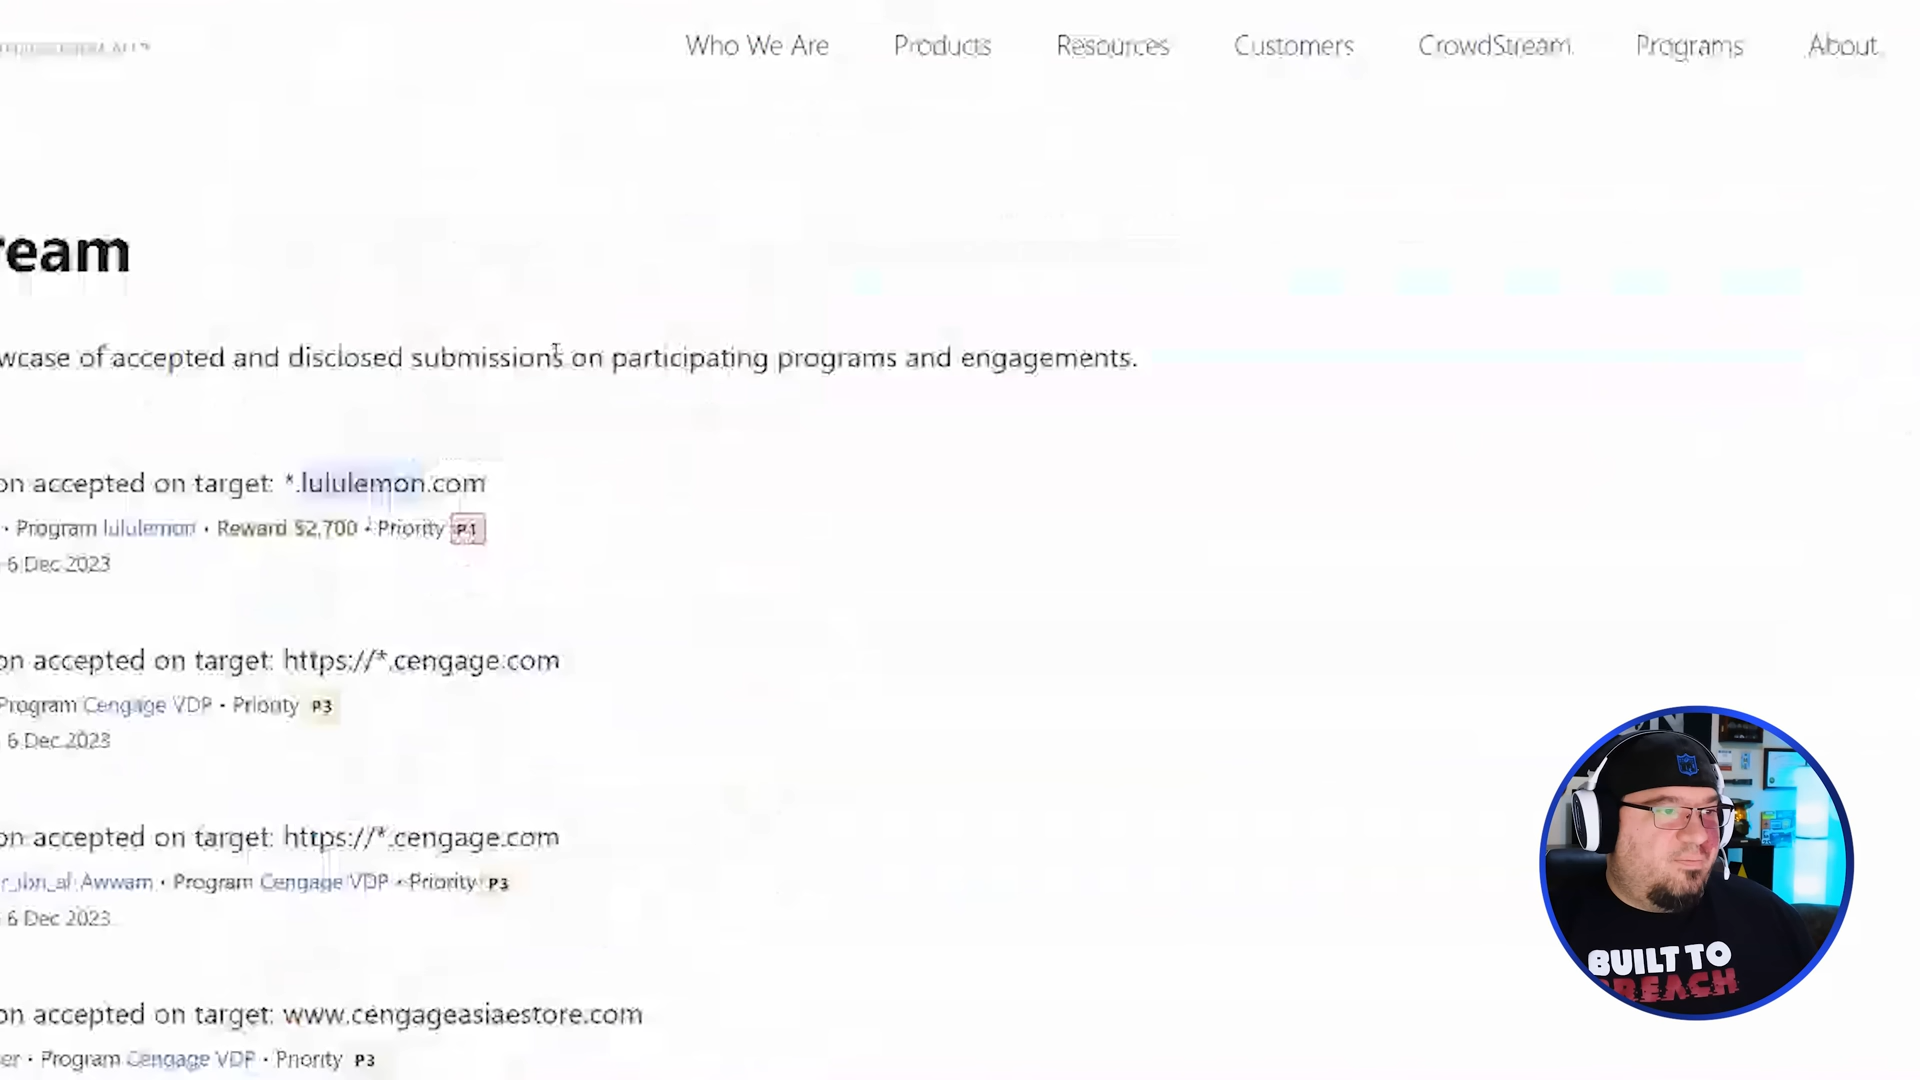 Who We Are Products Resources Customers CrowdStream Programs About
ream
wcase of accepted and disclosed submissions on participating programs and engagements.
on accepted on target: *.lululemon.com
· Program lululemon · Reward $2,700 · Priority P1
6 Dec 2023
on accepted on target: https://*.cengage.com
Program Cengage VDP · Priority P3
6 Dec 2023
on accepted on target: https://*.cengage.com
r_ibn_al_Awwam · Program Cengage VDP · Priority P3
6 Dec 2023
on accepted on target: www.cengageasiaestore.com
er · Program Cengage VDP · Priority P3
BUILT TO
BREACH